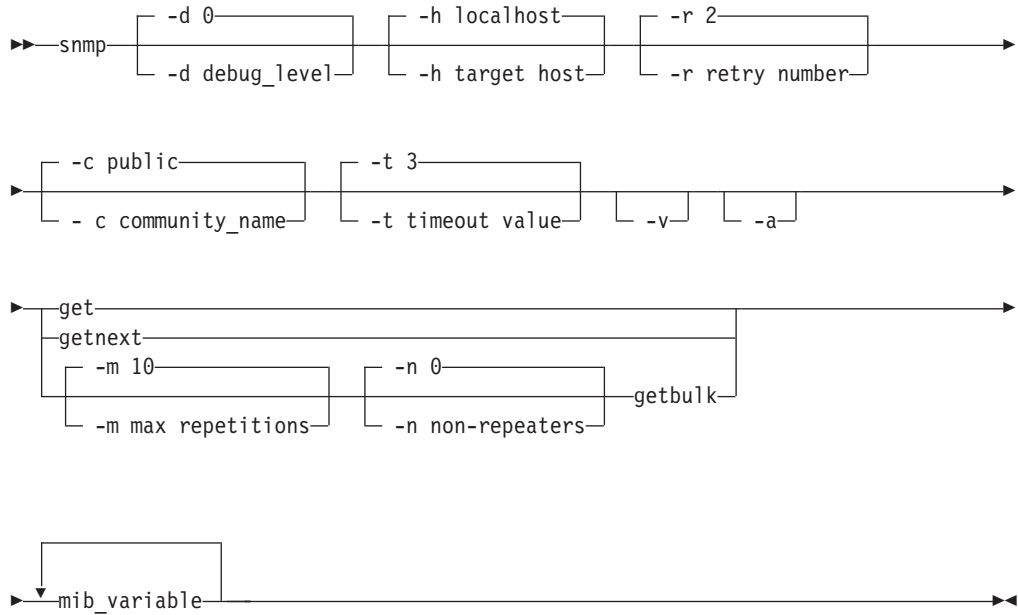 -d 0 -h localhost -r 2
snmp
-d debug_level -h target host -r retry number
-c public -t 3
- c community_name -t timeout value -v -a
get
getnext
-m 10 -n 0
getbulk
-m max repetitions -n non-repeaters
mib_variable